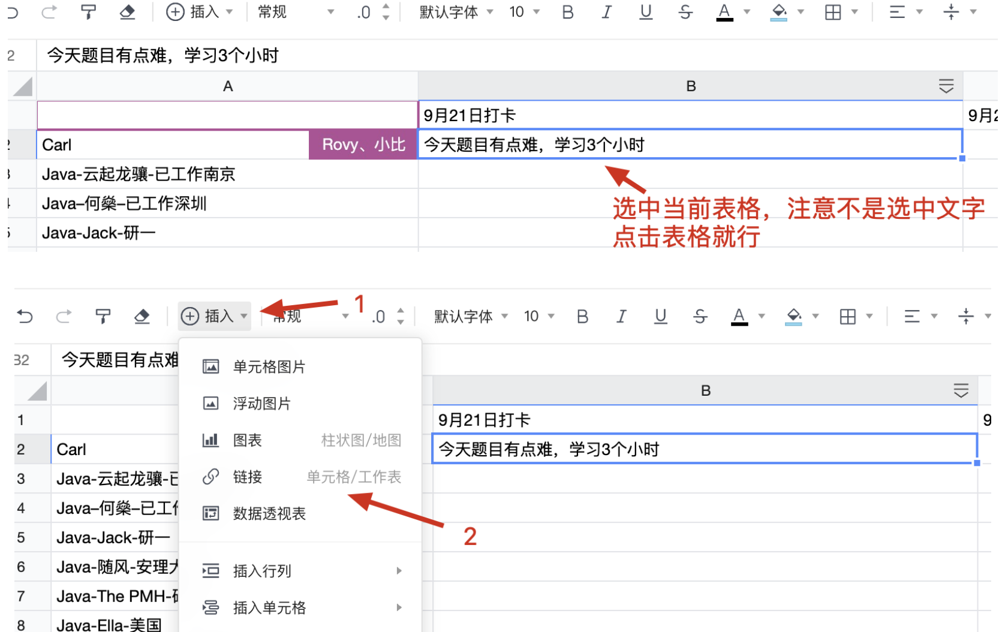 插入 常规 .0 默认字体 10 B I U S A
2 今天题目有点难，学习3个小时
A B
9月21日打卡
Carl Rovy、小比 今天题目有点难，学习3个小时
Java-云起龙骧-已工作南京
4 Java–何燊–已工作深圳
Java-Jack-研一
选中当前表格，注意不是选中文字
点击表格就行
1
插入 常规 .0 默认字体 10 B I U S A
B2 今天题目有点难
B
1 9月21日打卡 9
2 Carl 今天题目有点难，学习3个小时
3 Java-云起龙骧-已
4 Java–何燊–已工作
5 Java-Jack-研一
6 Java-随风-安理大
7 Java-The PMH-研
8 Java-Ella-美国
单元格图片
浮动图片
图表 柱状图/地图
链接 单元格/工作表
数据透视表
2
插入行列
插入单元格